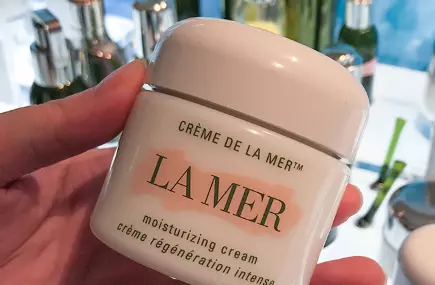 CRÈME DE LA MER™
LA MER
moisturizing cream
crème régénération intense